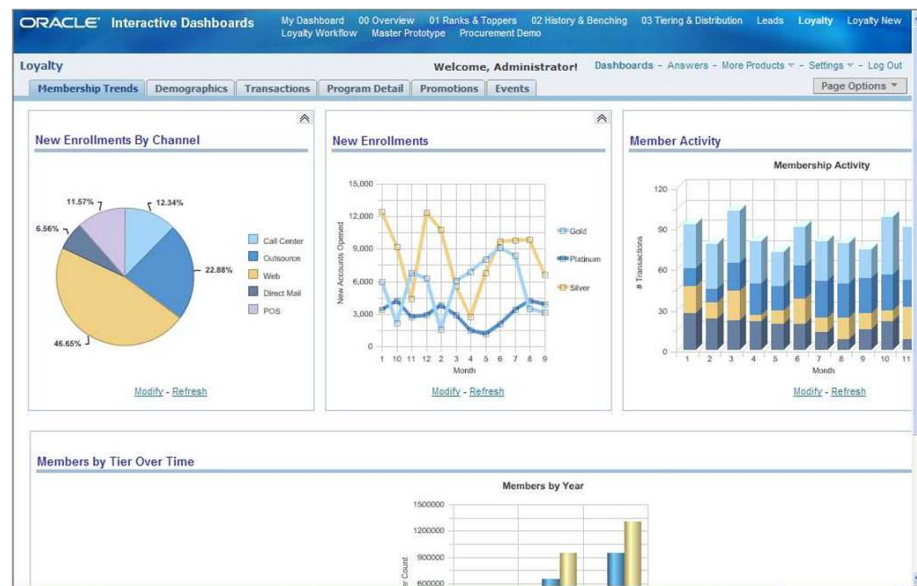 ORACLE Interactive Dashboards
My Dashboard 00 Overview 01 Ranks & Toppers 02 History & Benching 03 Tiering & Distribution Leads Loyalty Loyalty New
Loyalty Workflow Master Prototype Procurement Demo
Loyalty
Welcome, Administrator! Dashboards - Answers - More Products - Settings - Log Out
Membership Trends Demographics Transactions Program Detail Promotions Events
Page Options
New Enrollments By Channel
11.57%
12.34%
6.56%
22.88%
46.65%
Call Center
Outsource
Web
Direct Mail
POS
Modify - Refresh
New Enrollments
15,000
12,000
9,000
6,000
3,000
0
New Accounts Opened
1 10 11 12 2 3 4 5 6 7 8 9
Month
Gold
Platinum
Silver
Modify - Refresh
Member Activity
Membership Activity
120
90
60
30
0
# Transactions
1 2 3 4 5 6 7 8 9 10 11
Month
Modify - Refresh
Members by Tier Over Time
Members by Year
1500000
1200000
900000
600000
Count